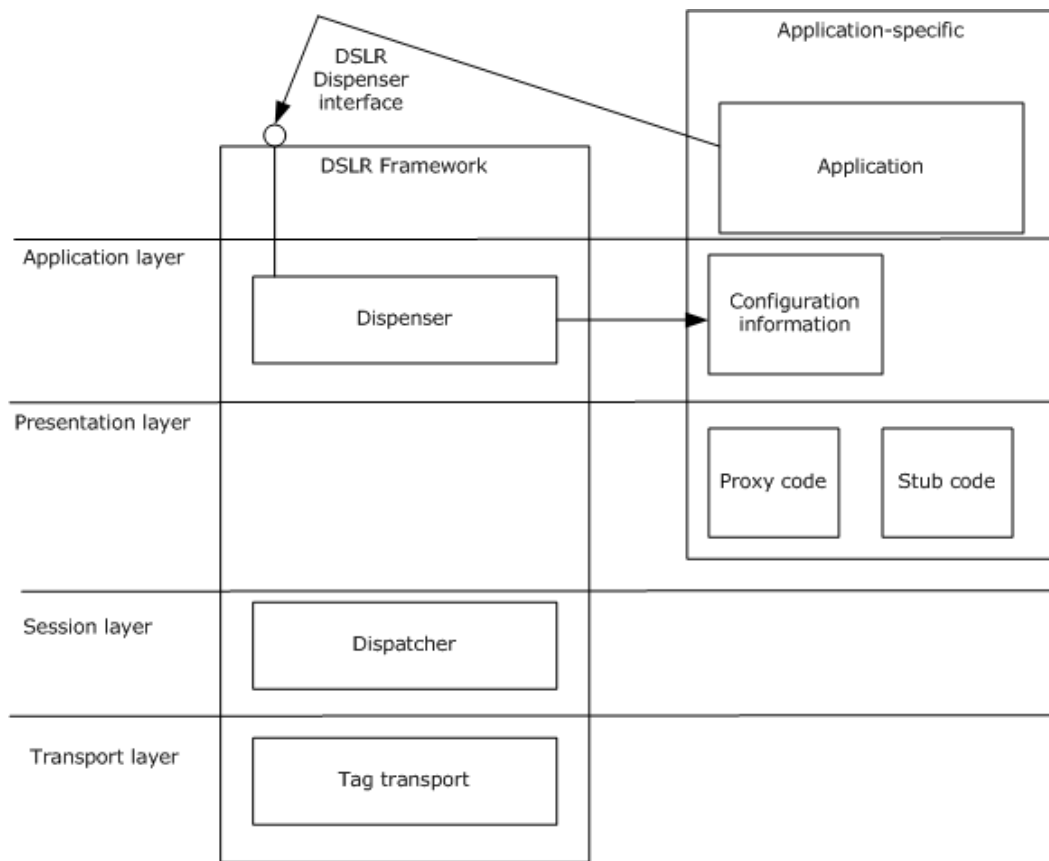 Application-specific
DSLR
Dispenser
interface
Application
DSLR Framework
Application layer
Dispenser
Configuration
information
Presentation layer
Proxy code
Stub code
Session layer
Dispatcher
Transport layer
Tag transport